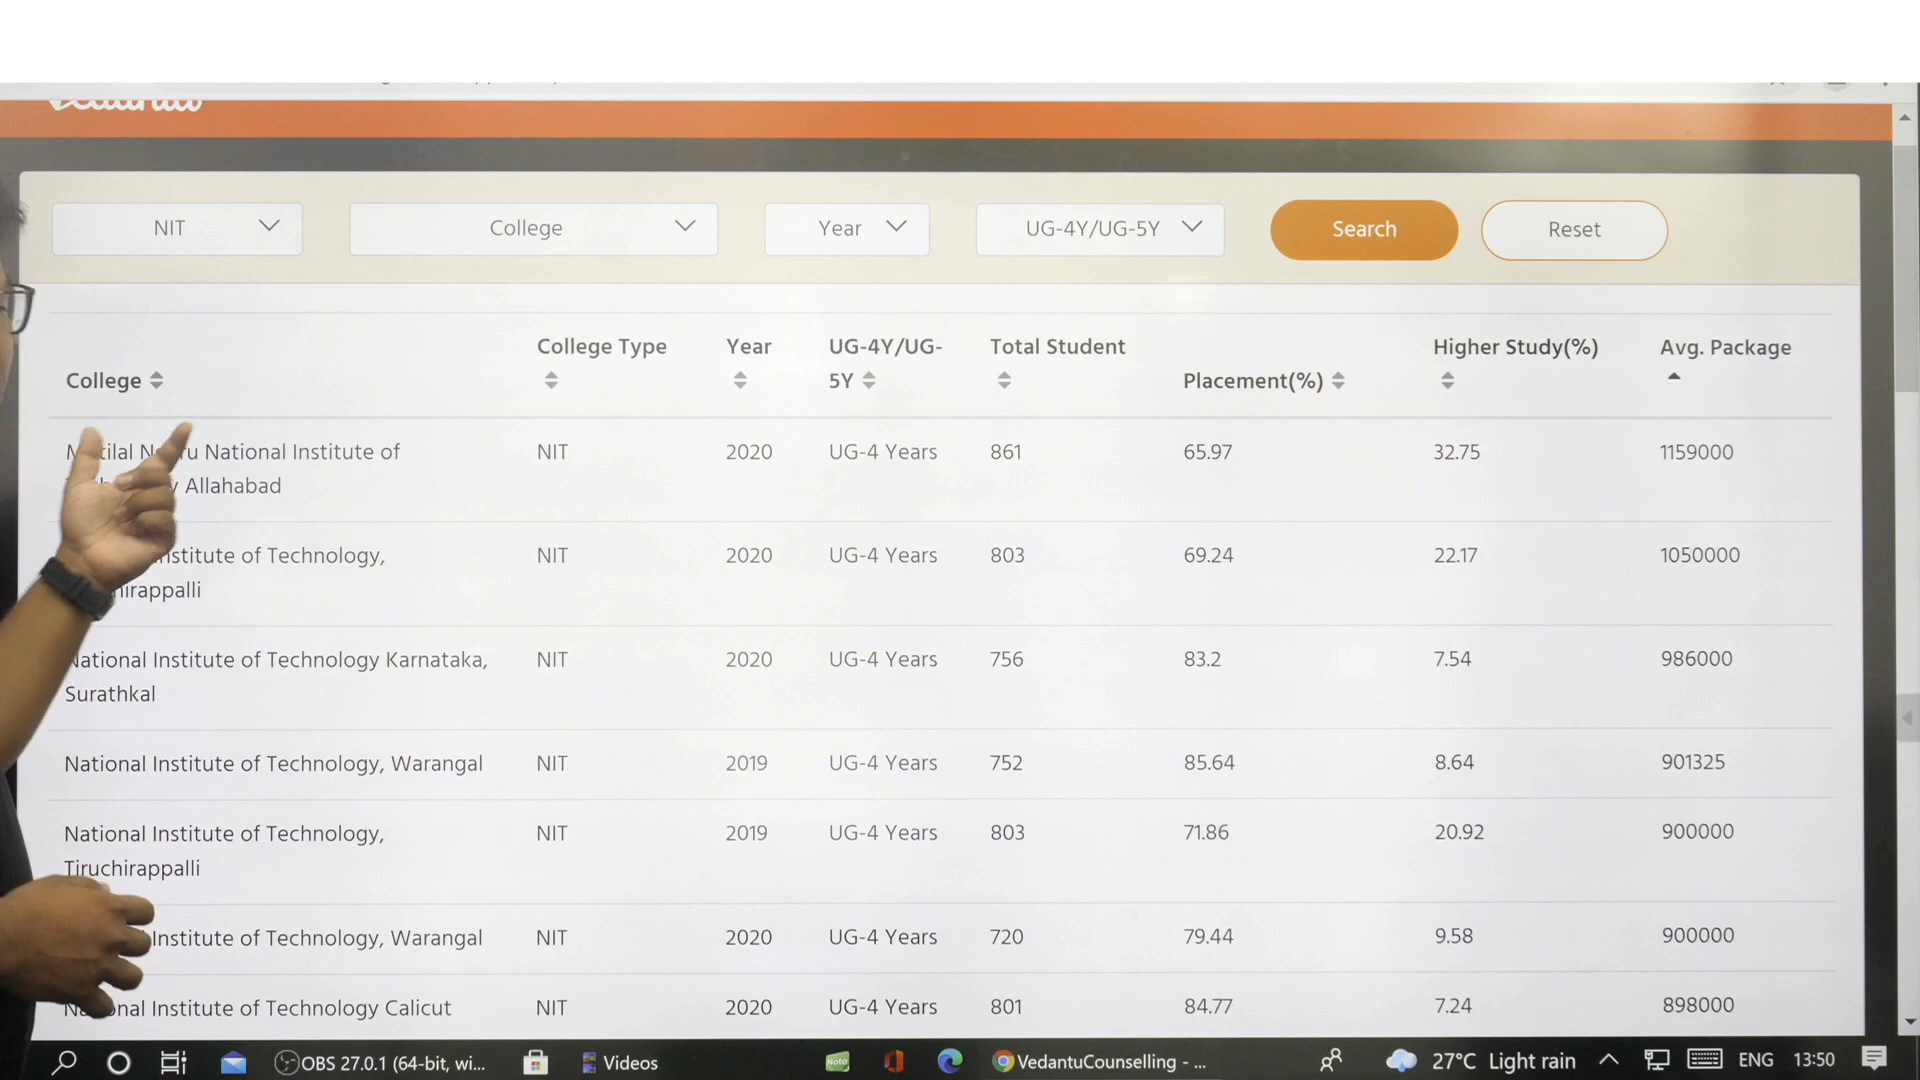 NIT College Year UG-4Y/UG-5Y Search Reset
College Type Year UG-4Y/UG- Total Student Higher Study(%) Avg. Package
College 5Y Placement(%)
National Institute of NIT 2020 UG-4 Years 861 65.97 32.75 1159000
Allahabad
Institute of Technology, NIT 2020 UG-4 Years 803 69.24 22.17 1050000
National Institute of Technology Karnataka, NIT 2020 UG-4 Years 756 83.2 7.54 986000
Surathkal
National Institute of Technology, Warangal NIT 2019 UG-4 Years 752 85.64 8.64 901325
National Institute of Technology, NIT 2019 UG-4 Years 803 71.86 20.92 900000
Tiruchirappalli
Institute of Technology, Warangal NIT 2020 UG-4 Years 720 79.44 9.58 900000
National Institute of Technology Calicut NIT 2020 UG-4 Years 801 84.77 7.24 898000
OBS 27.0.1 (64-bit, wi... Videos Note VedantuCounselling - ... 27°C Light rain ENG 13:50